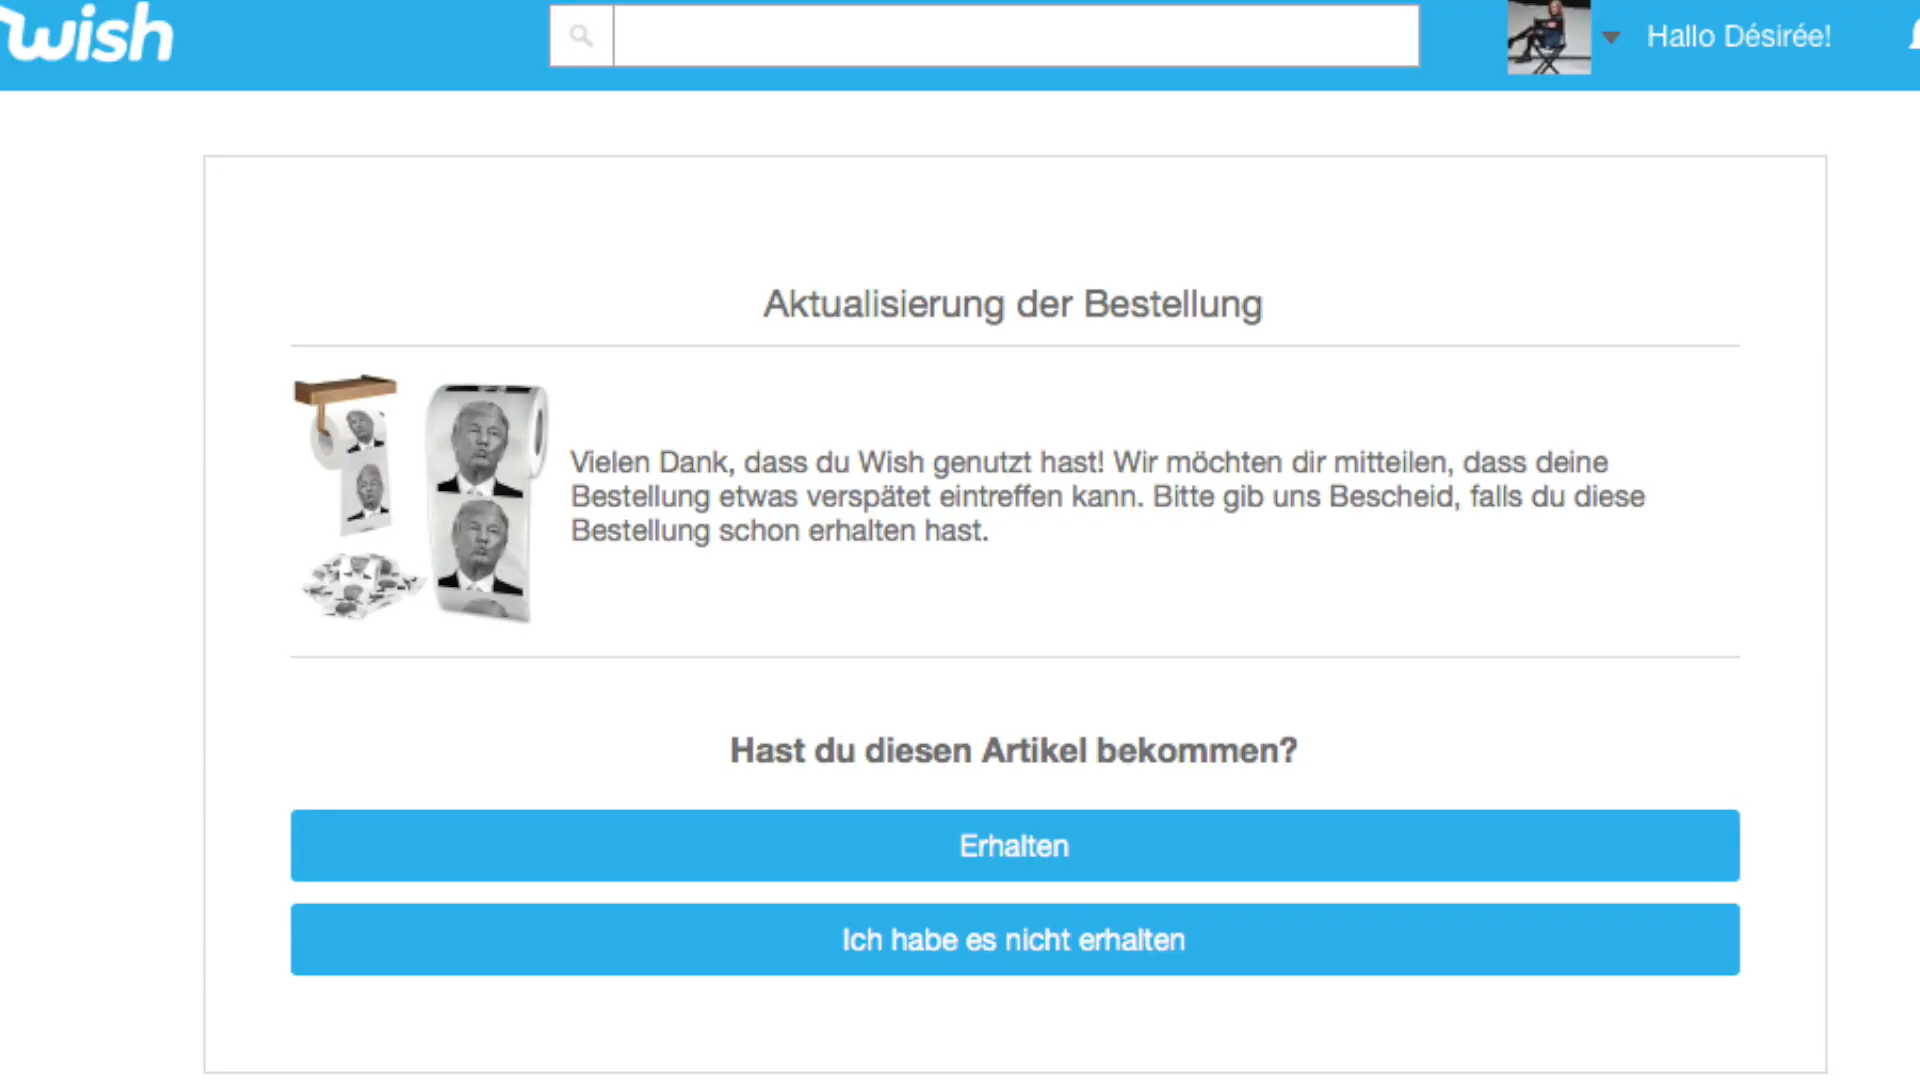 wish
Hallo Désirée!
Aktualisierung der Bestellung
Vielen Dank, dass du Wish genutzt hast! Wir möchten dir mitteilen, dass deine
Bestellung etwas verspätet eintreffen kann. Bitte gib uns Bescheid, falls du diese
Bestellung schon erhalten hast.
Hast du diesen Artikel bekommen?
Erhalten
Ich habe es nicht erhalten